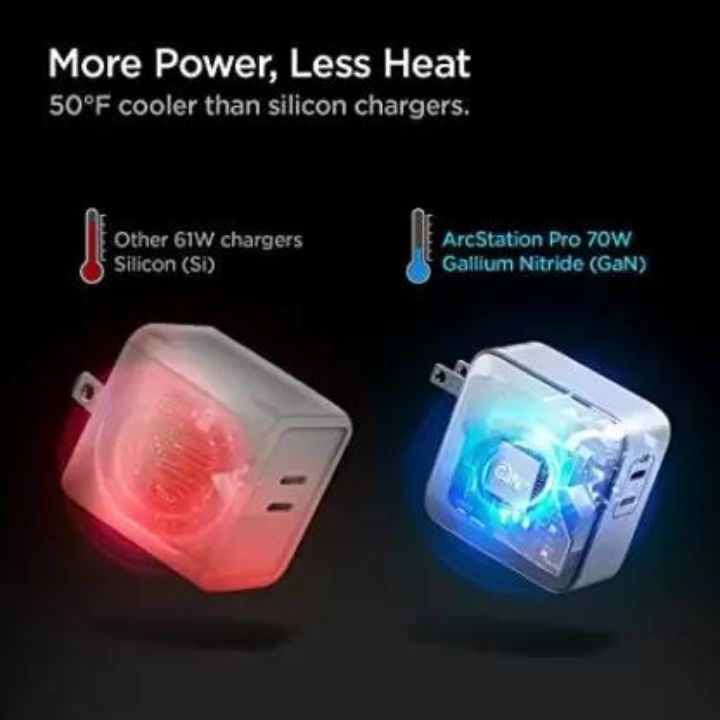 More Power, Less Heat
50°F cooler than silicon chargers.
Other 61W chargers
Silicon (Si)
ArcStation Pro 70W
Gallium Nitride (GaN)
GaN